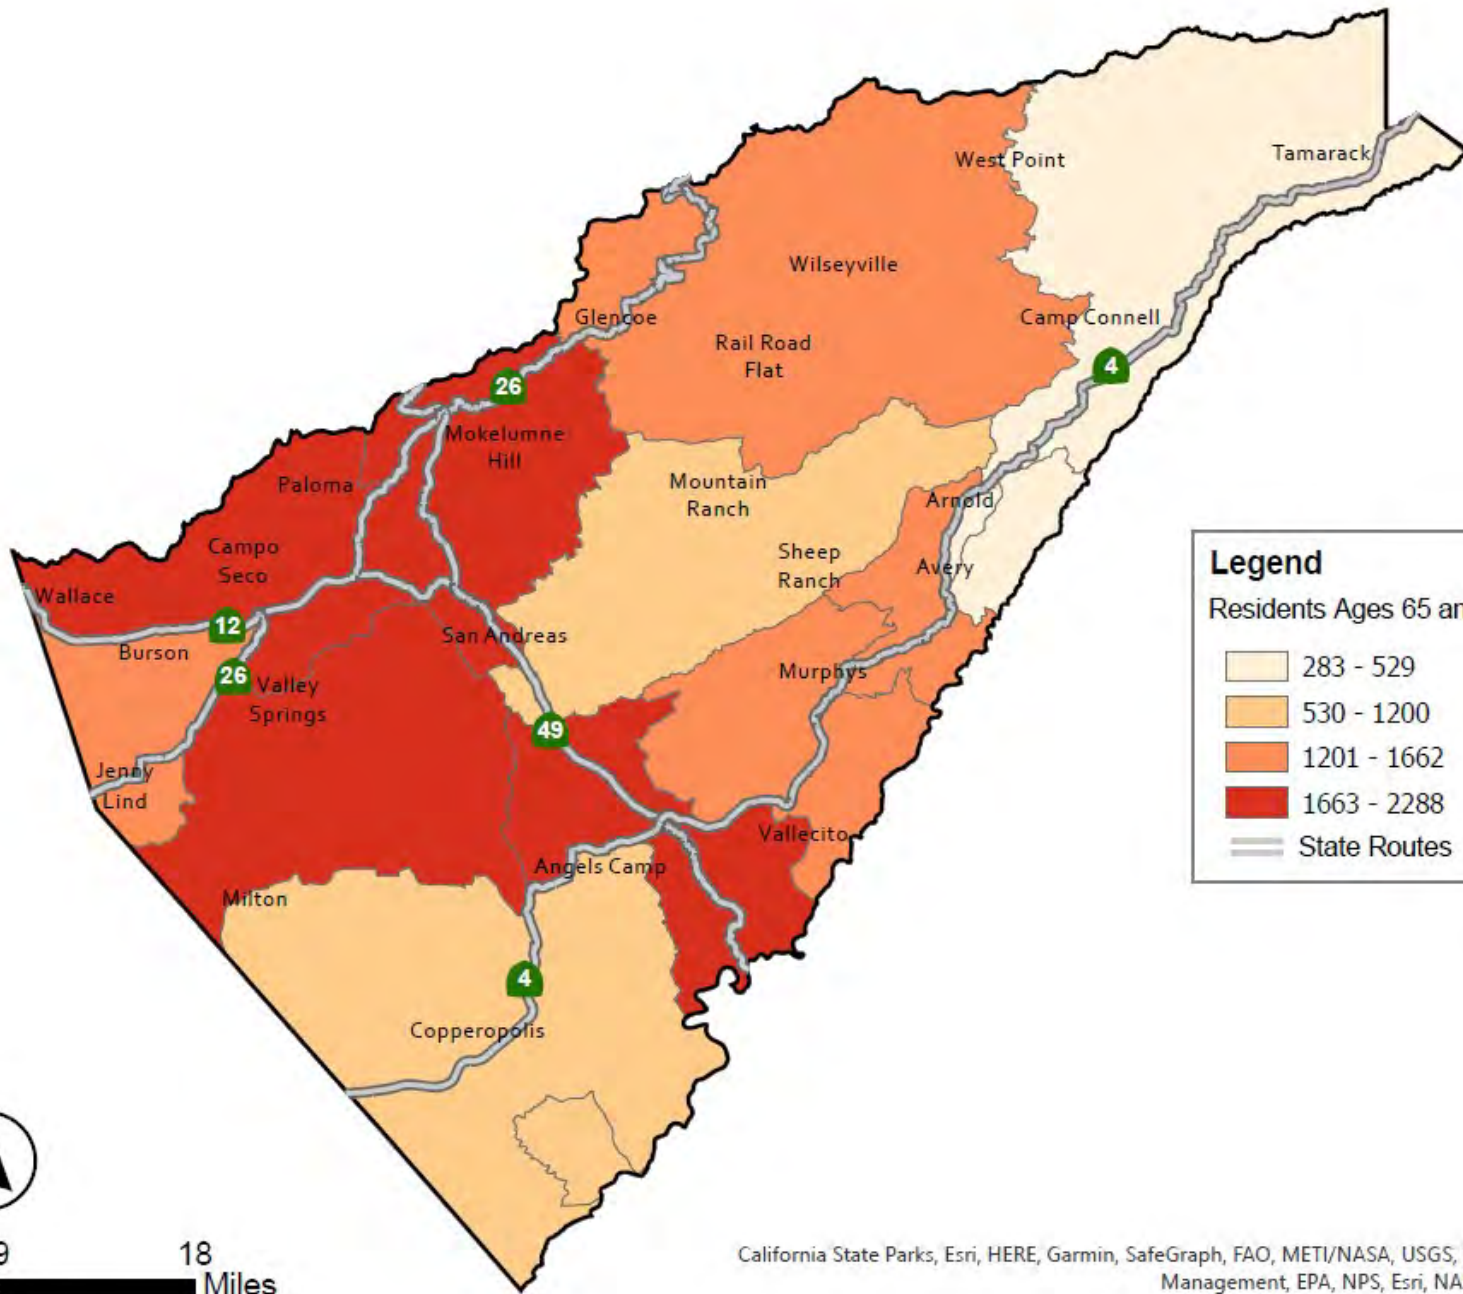 West Point
Tamarack
Wilseyville
Glencoe
Camp Connell
Rail Road
Flat
4
26
Mokelumne
Hill
Paloma
Mountain
Ranch
Arnold
Campo
Seco
Sheep
Ranch
Avery
Wallace
12
San Andreas
Burson
26
Valley
Springs
Murphys
49
Jenny
Lind
Vallecito
Angels Camp
Milton
4
Copperopolis
Legend
Residents Ages 65 an
283 - 529
530 - 1200
1201 - 1662
1663 - 2288
State Routes
9
18
Miles
California State Parks, Esri, HERE, Garmin, SafeGraph, FAO, METI/NASA, USGS,
Management, EPA, NPS, Esri, NA